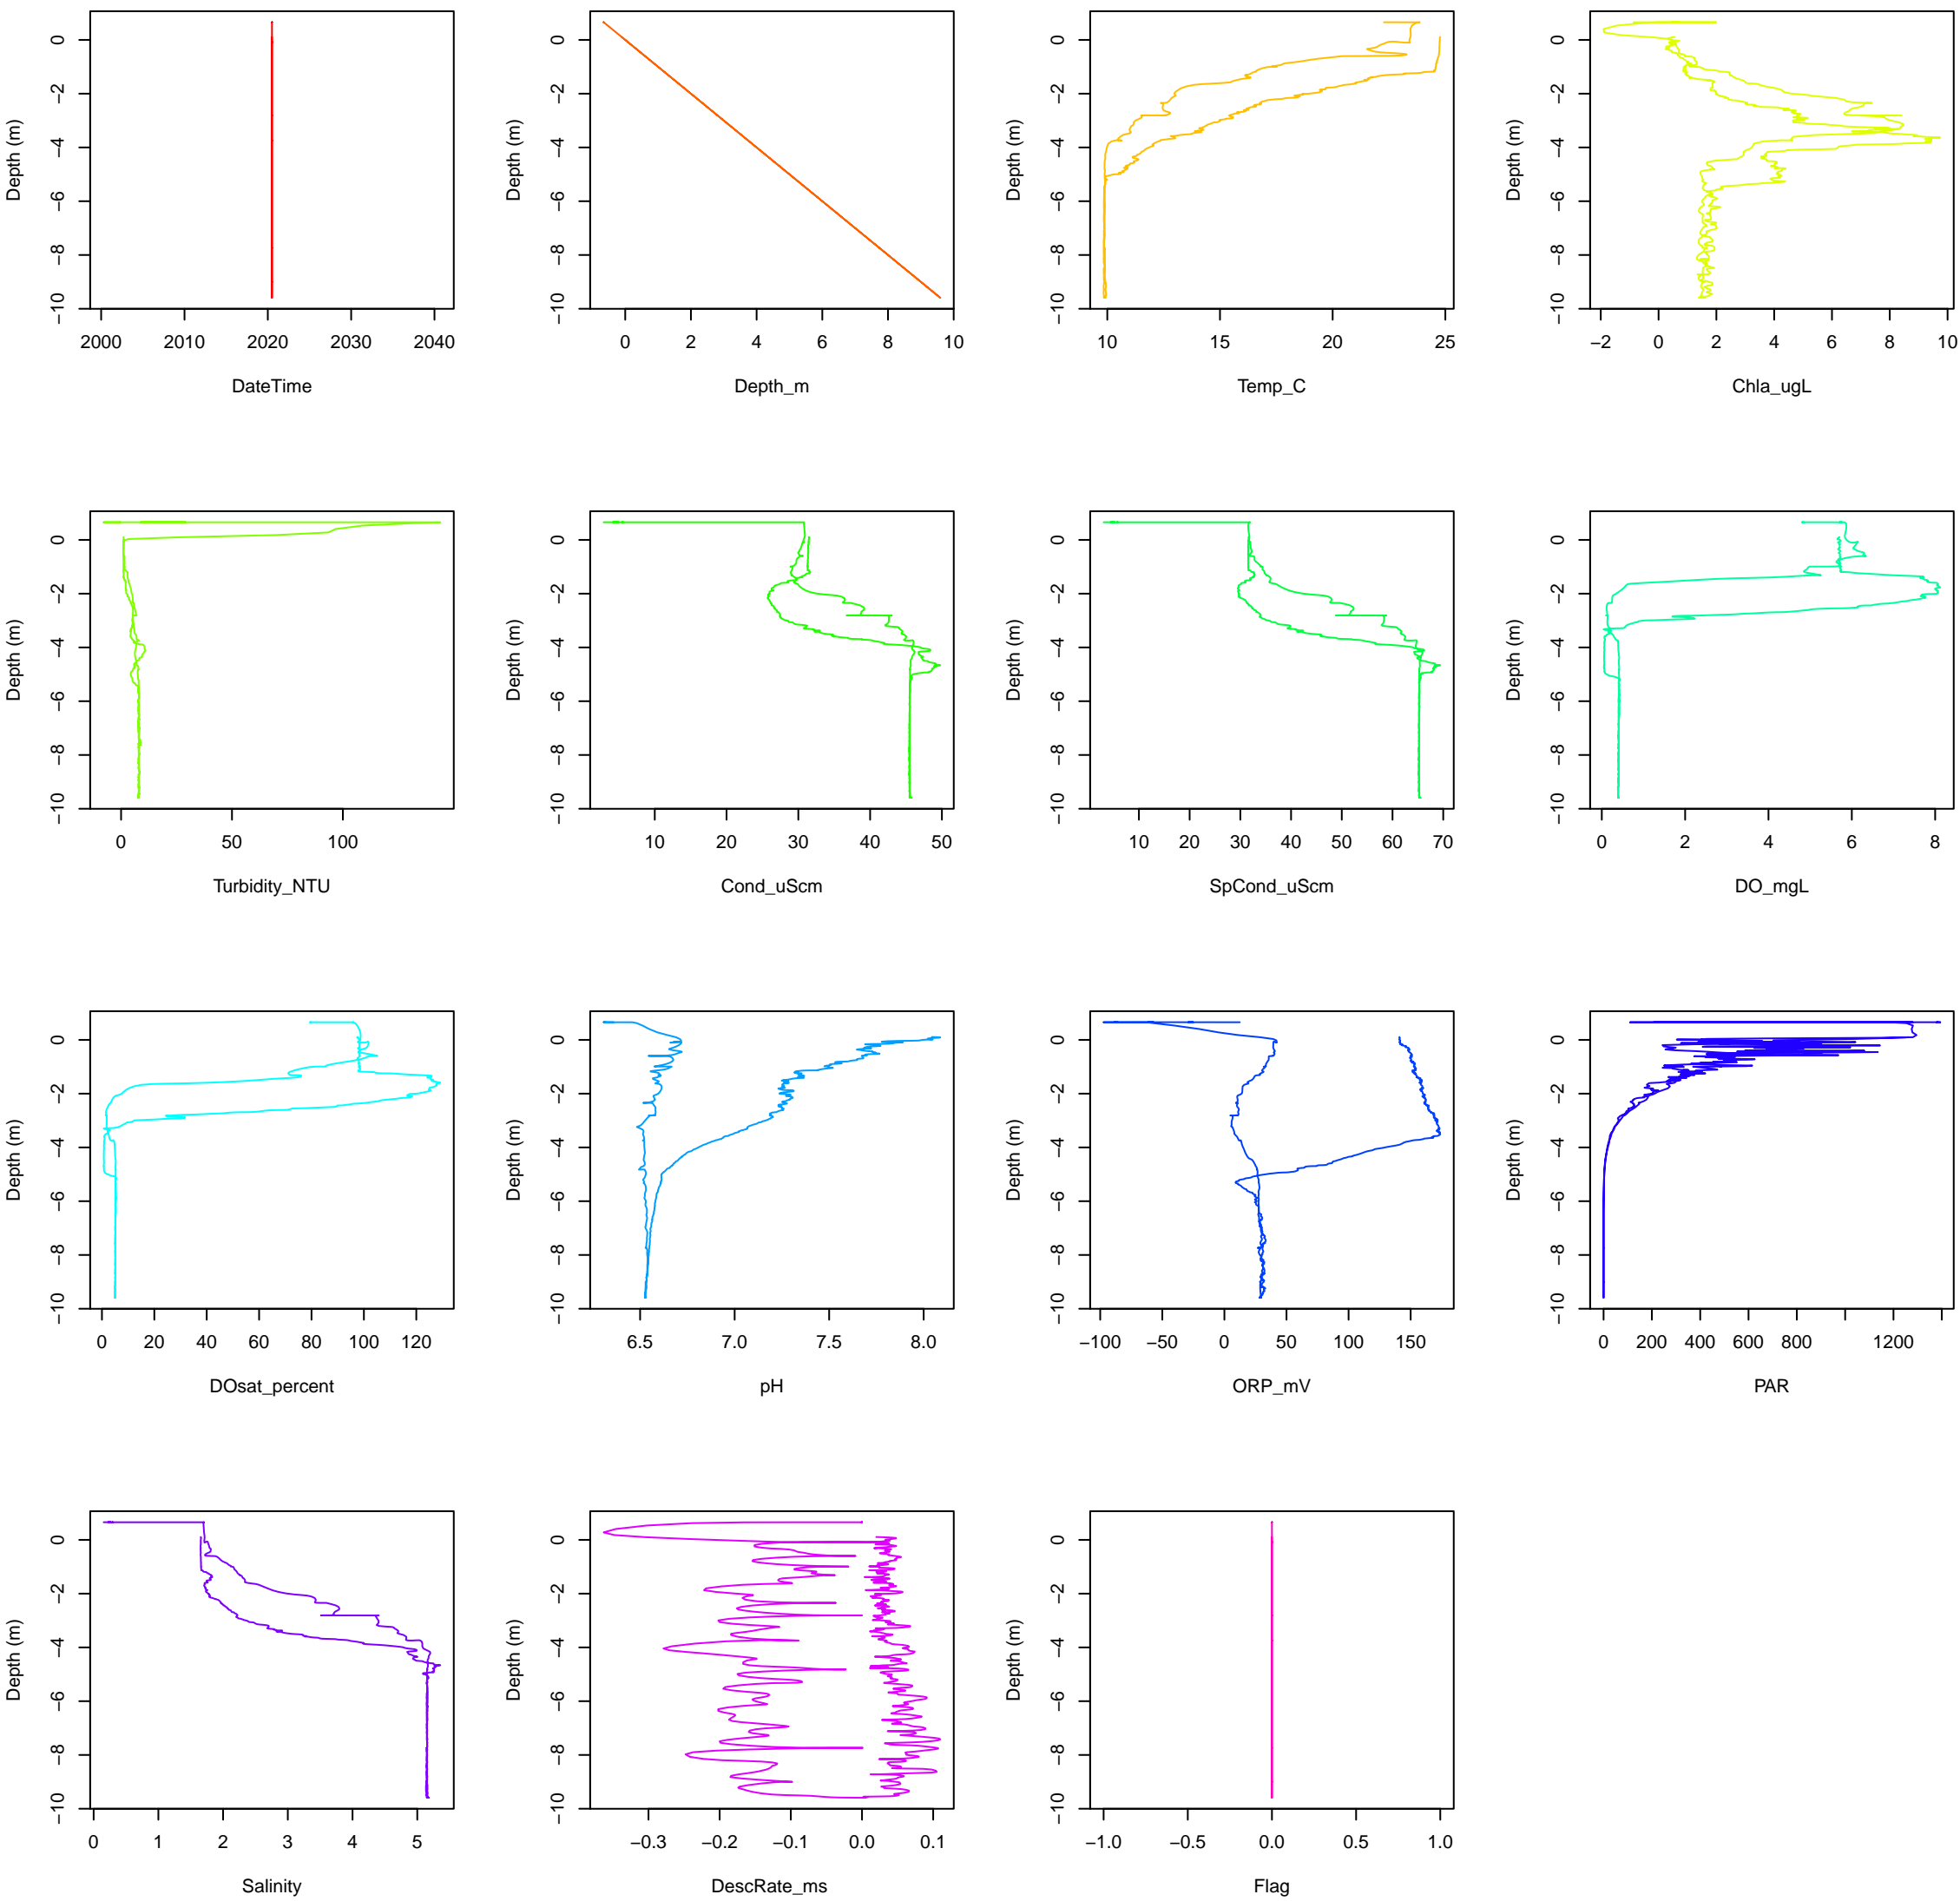 Depth (m)
0
−2
−4
−6
−8
−10
2000 2010 2020 2030 2040
DateTime
Depth (m)
0
−2
−4
−6
−8
−10
0 2 4 6 8 10
Depth_m
Depth (m)
0
−2
−4
−6
−8
−10
10 15 20 25
Temp_C
Depth (m)
0
−2
−4
−6
−8
−10
−2 0 2 4 6 8 10
Chla_ugL
Depth (m)
0
−2
−4
−6
−8
−10
0 50 100
Turbidity_NTU
Depth (m)
0
−2
−4
−6
−8
−10
10 20 30 40 50
Cond_uScm
Depth (m)
0
−2
−4
−6
−8
−10
10 20 30 40 50 60 70
SpCond_uScm
Depth (m)
0
−2
−4
−6
−8
−10
0 2 4 6 8
DO_mgL
Depth (m)
0
−2
−4
−6
−8
−10
0 20 40 60 80 100 120
DOsat_percent
Depth (m)
0
−2
−4
−6
−8
−10
6.5 7.0 7.5 8.0
pH
Depth (m)
0
−2
−4
−6
−8
−10
−100 −50 0 50 100 150
ORP_mV
Depth (m)
0
−2
−4
−6
−8
−10
0 200 400 600 800 1200
PAR
Depth (m)
0
−2
−4
−6
−8
−10
0 1 2 3 4 5
Salinity
Depth (m)
0
−2
−4
−6
−8
−10
−0.3 −0.2 −0.1 0.0 0.1
DescRate_ms
Depth (m)
0
−2
−4
−6
−8
−10
−1.0 −0.5 0.0 0.5 1.0
Flag